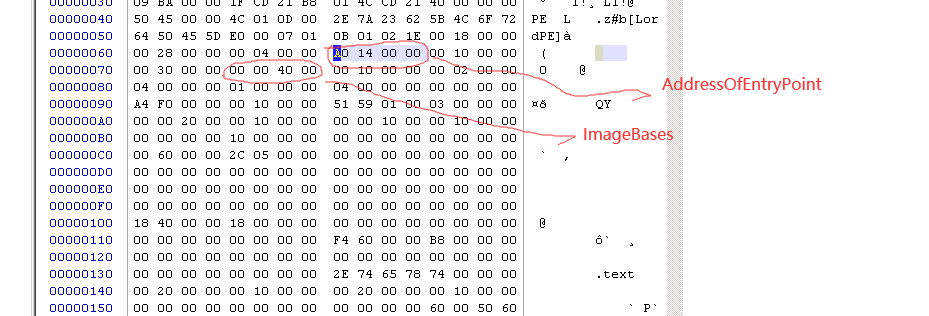 00000030 09 BA 00 00 1F CD 21 B8 01 4C CD 21 40 00 00 00
00000040 50 45 00 00 4C 01 0D 00 2E 7A 23 62 5B 4C 6F 72 PE L .z#b[Lor
00000050 64 50 45 5D E0 00 07 01 0B 01 02 1E 00 18 00 00 dPE]à
00000060 00 28 00 00 00 04 00 00 A0 14 00 00 00 10 00 00 (
00000070 00 30 00 00 00 00 40 00 00 10 00 00 00 02 00 00 0 @
AddressOfEntryPoint
00000080 04 00 00 00 01 00 00 00 04 00 00 00 00 00 00 00
00000090 A4 F0 00 00 00 10 00 00 51 59 01 00 03 00 00 00 ¤ð QY
000000A0 00 00 20 00 00 10 00 00 00 00 10 00 00 10 00 00
ImageBases
000000B0 00 00 00 00 10 00 00 00 00 00 00 00 00 00 00 00
000000C0 00 60 00 00 2C 05 00 00 00 00 00 00 00 00 00 00 ` ,
000000D0 00 00 00 00 00 00 00 00 00 00 00 00 00 00 00 00
000000E0 00 00 00 00 00 00 00 00 00 00 00 00 00 00 00 00
000000F0 00 00 00 00 00 00 00 00 00 00 00 00 00 00 00 00
00000100 18 40 00 00 18 00 00 00 00 00 00 00 00 00 00 00 @
00000110 00 00 00 00 00 00 00 00 F4 60 00 00 B8 00 00 00 ô` ¸
00000120 00 00 00 00 00 00 00 00 00 00 00 00 00 00 00 00
00000130 00 00 00 00 00 00 00 00 2E 74 65 78 74 00 00 00 .text
00000140 00 20 00 00 00 10 00 00 00 20 00 00 00 10 00 00
00000150 00 00 00 00 00 00 00 00 00 00 00 00 60 00 50 60 ` P`